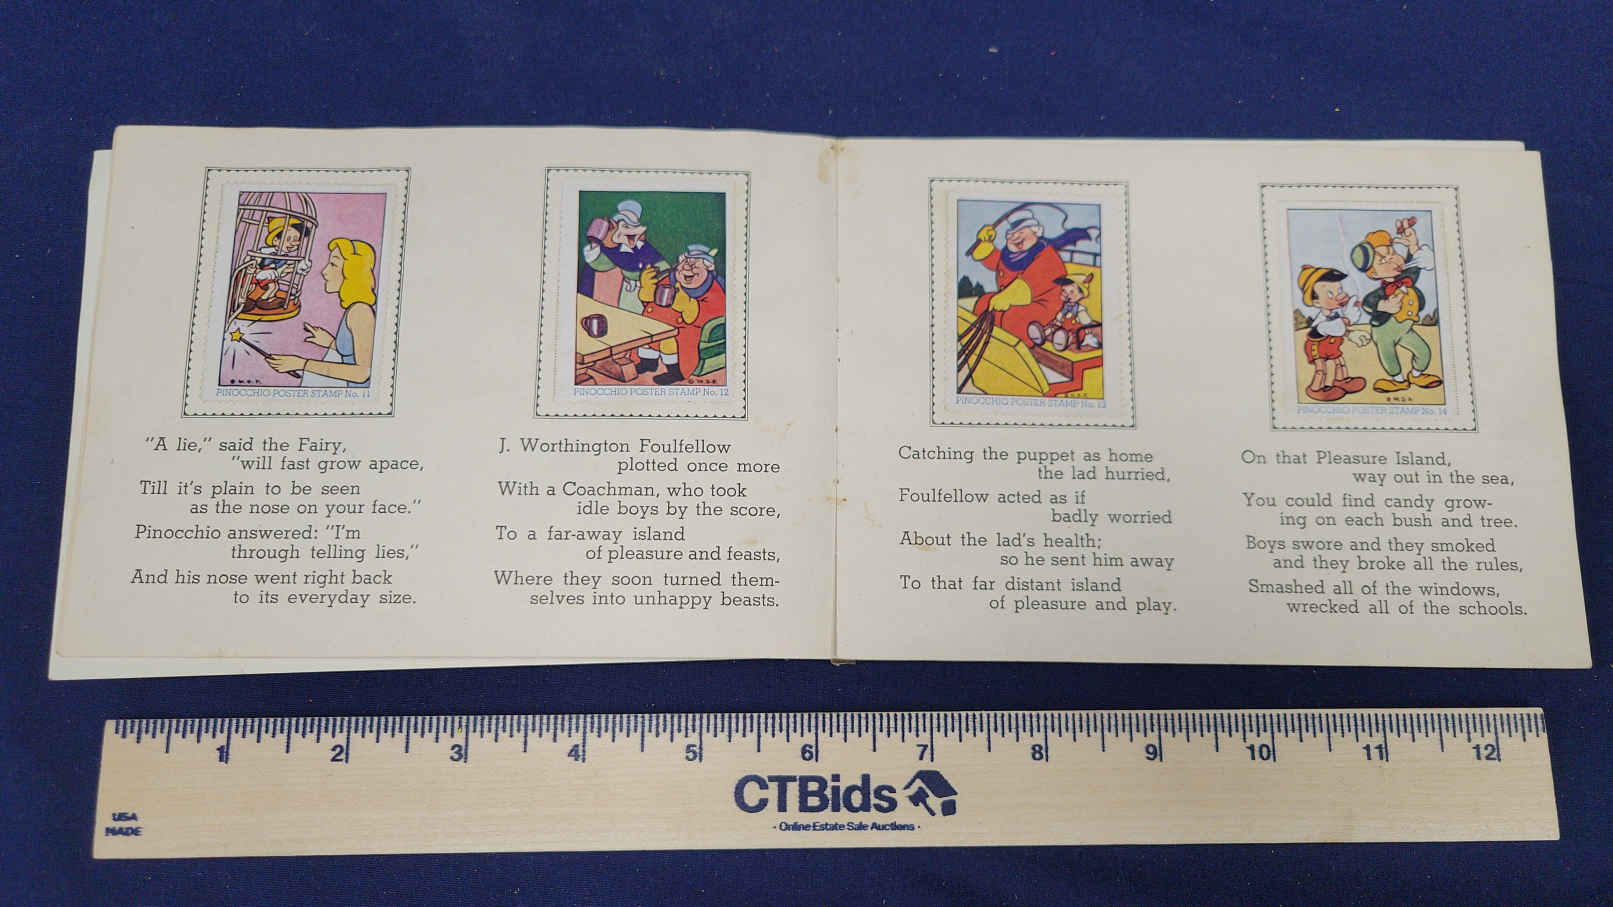 PINOCCHIO POSTER STAMP No. 11
"A lie," said the Fairy,
"will fast grow apace,
Till it's plain to be seen
as the nose on your face."
Pinocchio answered: "I'm
through telling lies,"
And his nose went right back
to its everyday size.
PINOCCHIO POSTER STAMP No. 12
J. Worthington Foulfellow
plotted once more
With a Coachman, who took
idle boys by the score,
To a far-away island
of pleasure and feasts,
Where they soon turned them-
selves into unhappy beasts.
PINOCCHIO POSTER STAMP No. 13
Catching the puppet as home
the lad hurried,
Foulfellow acted as if
badly worried
About the lad's health;
so he sent him away
To that far distant island
of pleasure and play.
PINOCCHIO POSTER STAMP No. 14
On that Pleasure Island,
way out in the sea,
You could find candy grow-
ing on each bush and tree.
Boys swore and they smoked
and they broke all the rules,
Smashed all of the windows,
wrecked all of the schools.
1 2 3 4 5 6 7 8 9 10 11 12
CTBids
- Online Estate Sale Auctions -
USA
MADE